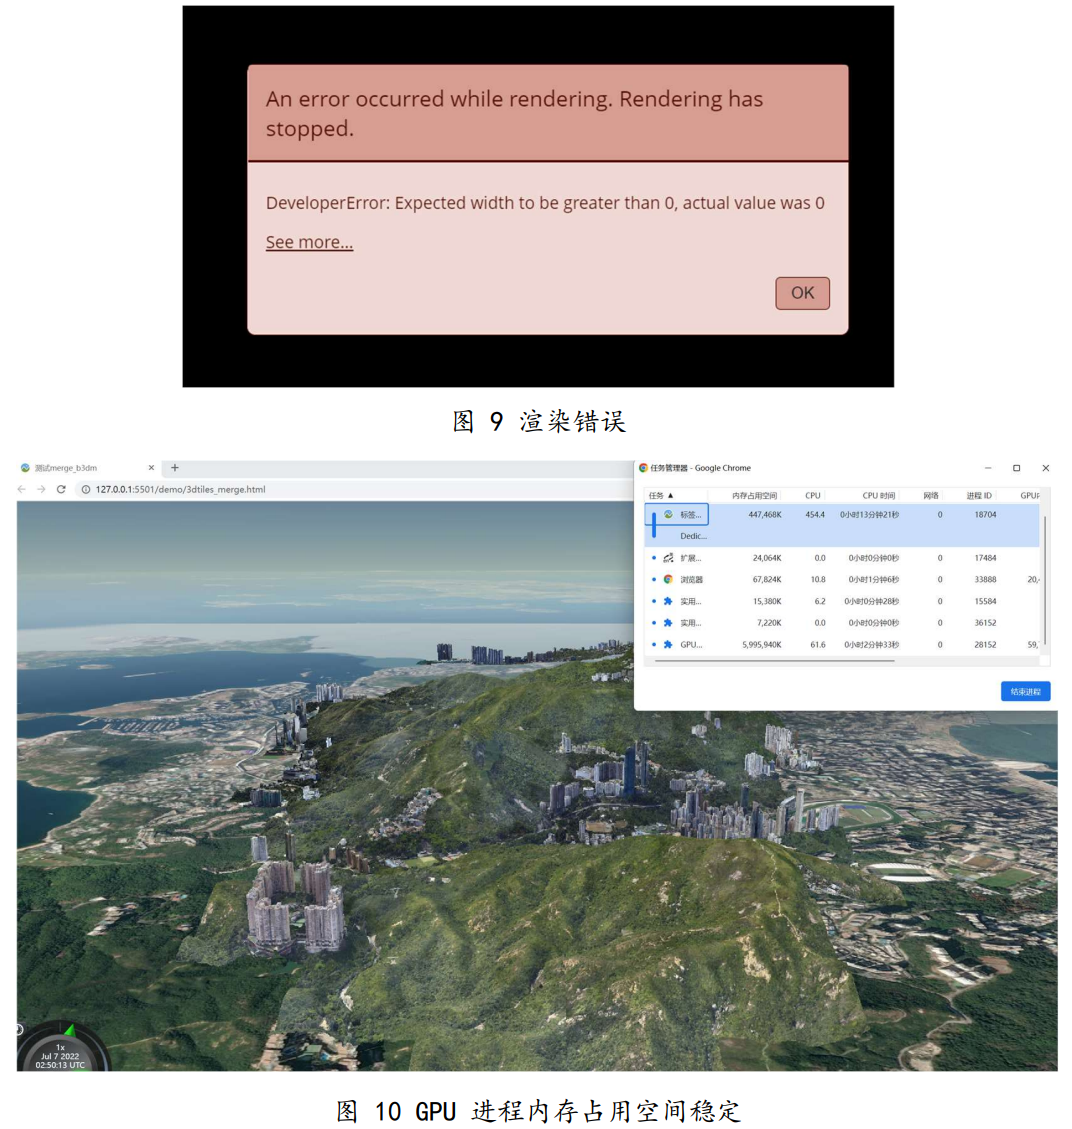 An error occurred while rendering. Rendering has
stopped.
DeveloperError: Expected width to be greater than 0, actual value was 0
See more...
OK
图 9 渲染错误
测试merge_b3dm
127.0.0.1:5501/demo/3dtiles_merge.html
任务管理器 - Google Chrome
任务 ▲ 内存占用空间 CPU CPU 时间 网络 进程 ID GPU
标签... 447,468K 454.4 0小时13分钟21秒 0 18704
Dedic...
扩展... 24,064K 0.0 0小时0分钟0秒 0 17484
浏览器 67,824K 10.8 0小时1分钟6秒 0 33888 20,
实用... 15,380K 6.2 0小时0分钟28秒 0 15584
实用... 7,220K 0.0 0小时0分钟0秒 0 36152
GPU... 5,995,940K 61.6 0小时2分钟33秒 0 28152 59,
结束进程
1x
Jul 7 2022
02:50:13 UTC
图 10 GPU 进程内存占用空间稳定